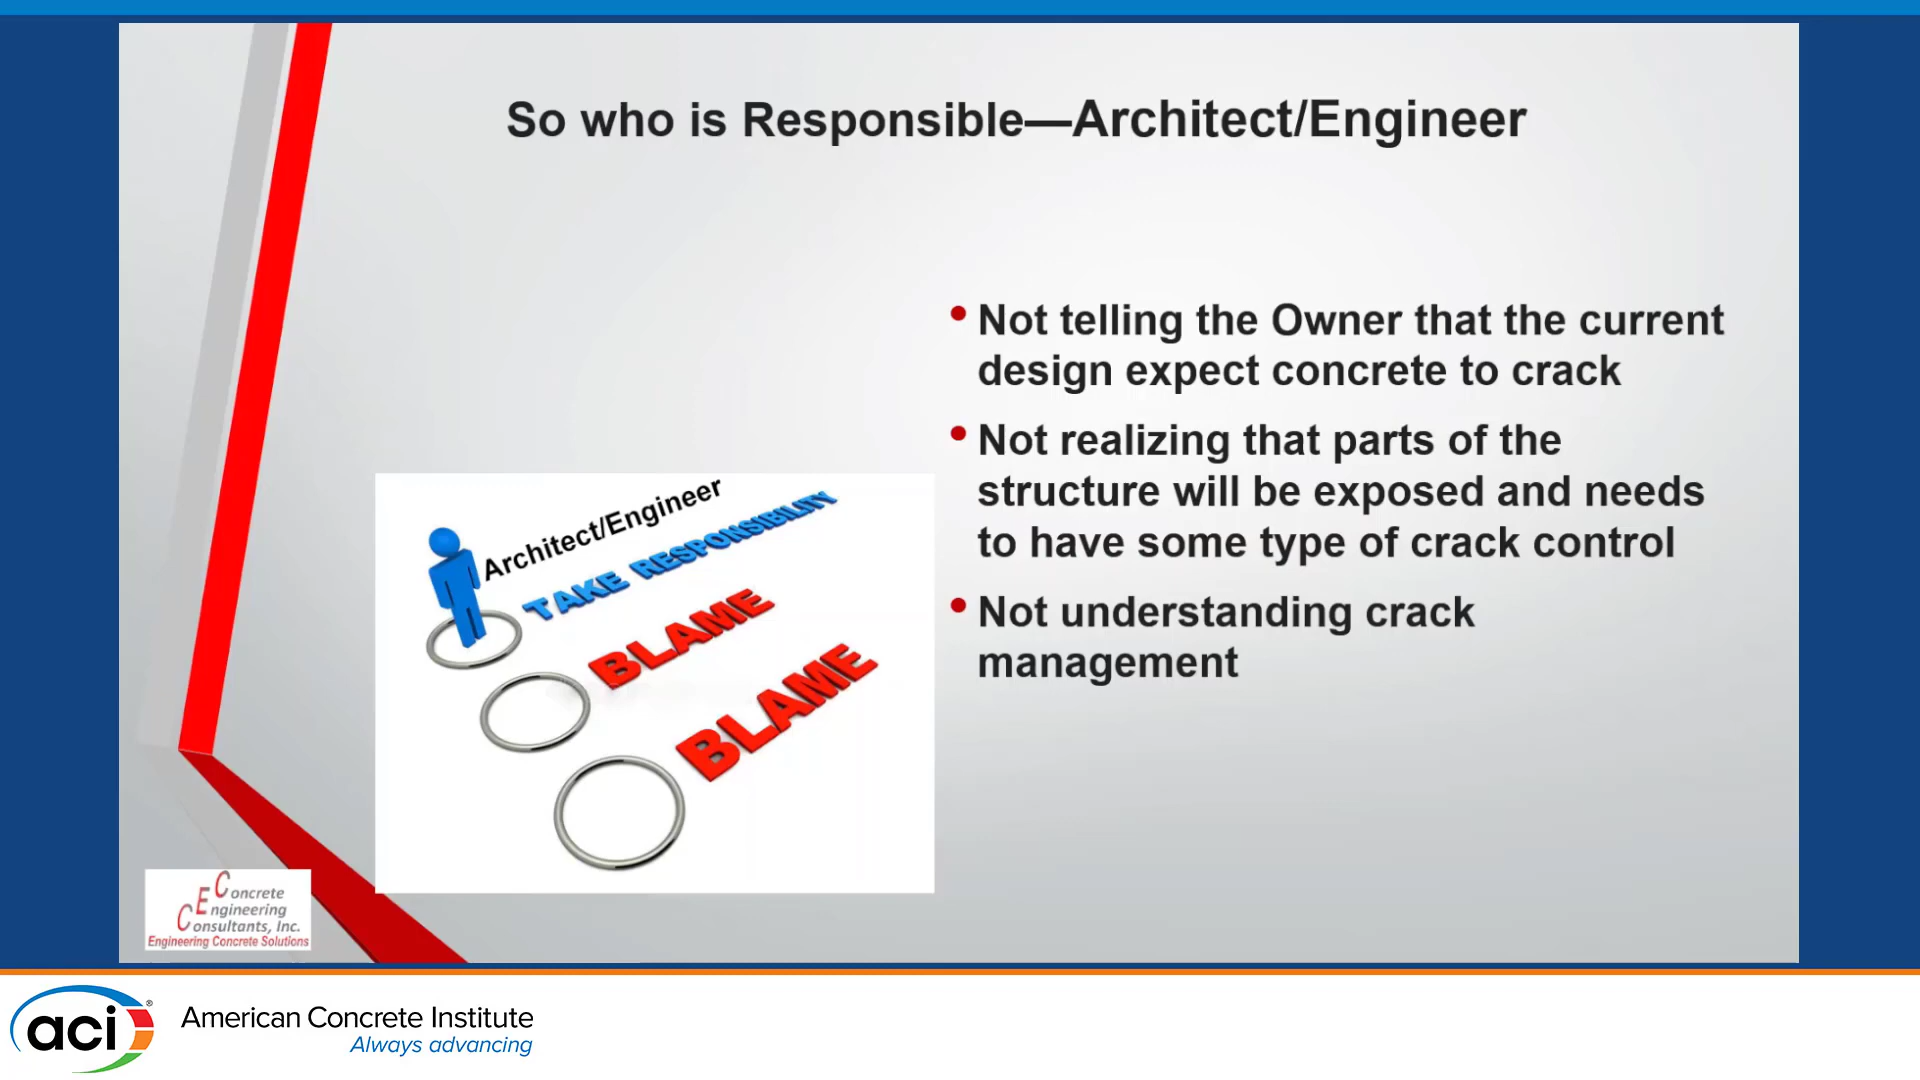 So who is Responsible—Architect/Engineer
• Not telling the Owner that the current
design expect concrete to crack
• Not realizing that parts of the
structure will be exposed and needs
to have some type of crack control
• Not understanding crack
management
Architect/Engineer
TAKE RESPONSIBILITY
BLAME
BLAME
Concrete
Engineering
Consultants, Inc.
Engineering Concrete Solutions
aci®
American Concrete Institute
Always advancing